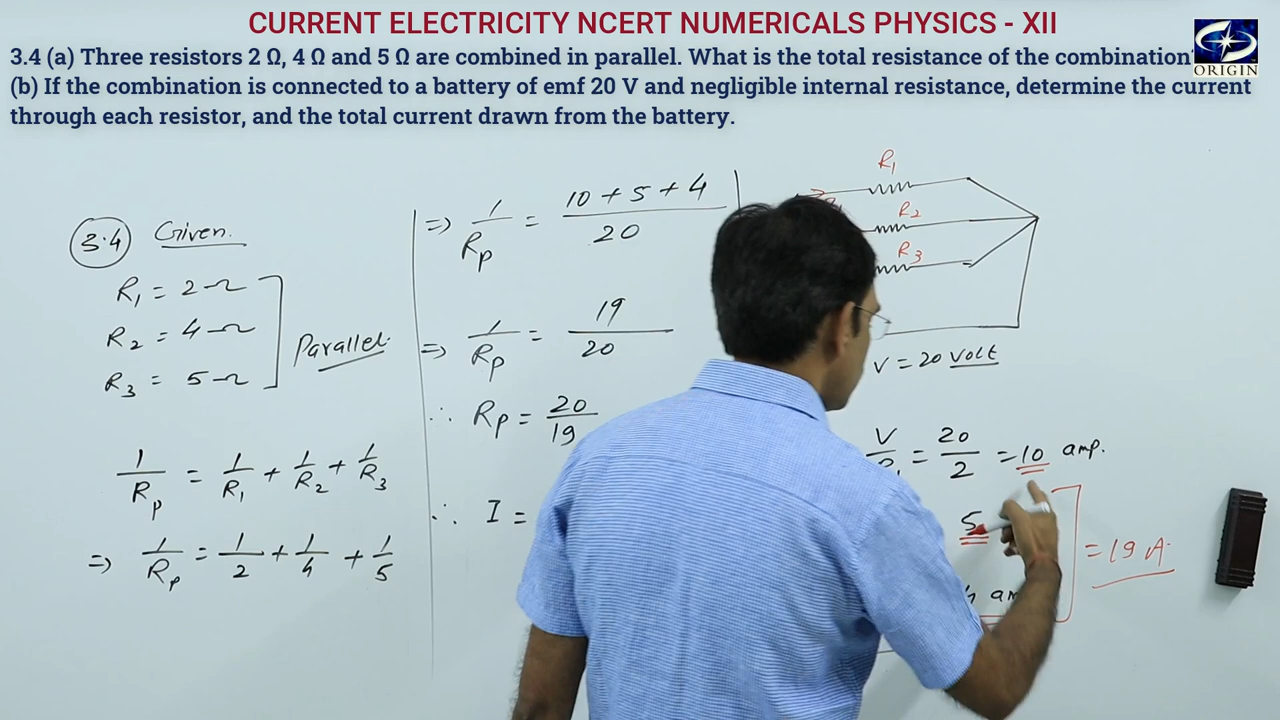 CURRENT ELECTRICITY NCERT NUMERICALS PHYSICS - XII
ORIGIN
3.4 (a) Three resistors 2 Ω, 4 Ω and 5 Ω are combined in parallel. What is the total resistance of the combination
(b) If the combination is connected to a battery of emf 20 V and negligible internal resistance, determine the current
through each resistor, and the total current drawn from the battery.
3.4 Given.
R₁ = 2 Ω
R₂ = 4 Ω
R₃ = 5 Ω
Parallel.
1/Rp = 1/R₁ + 1/R₂ + 1/R₃
=> 1/Rp = 1/2 + 1/4 + 1/5
=> 1/Rp = 10 + 5 + 4 / 20
=> 1/Rp = 19/20
∴ Rp = 20/19
∴ I =
R₁
R₂
R₃
V = 20 Volt
V = 20/2 = 10 amp.
5
= 19 A.